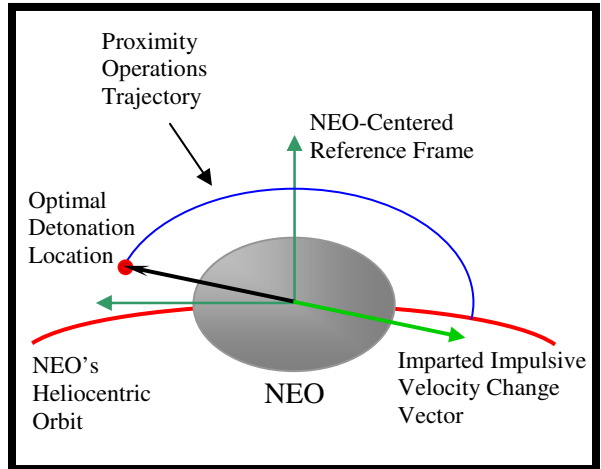 Proximity
Operations
Trajectory
NEO-Centered
Reference Frame
Optimal
Detonation
Location
NEO's
Heliocentric
Orbit
NEO
Imparted Impulsive
Velocity Change
Vector